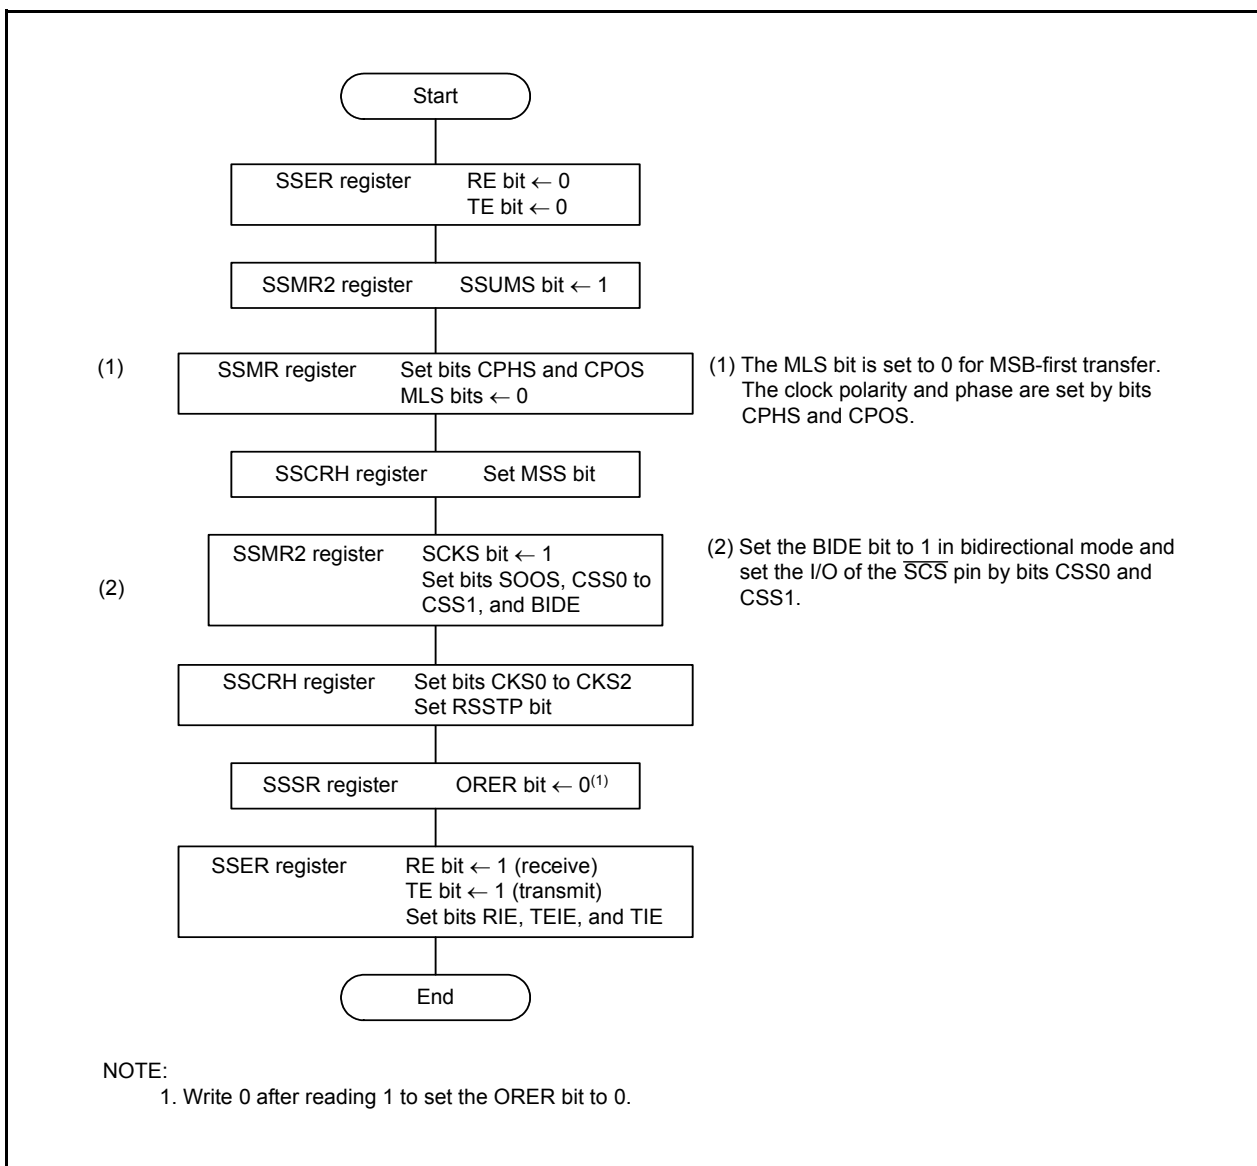 Start
SSER register RE bit ← 0
TE bit ← 0
SSMR2 register SSUMS bit ← 1
(1) SSMR register Set bits CPHS and CPOS
MLS bits ← 0
(1) The MLS bit is set to 0 for MSB-first transfer.
The clock polarity and phase are set by bits
CPHS and CPOS.
SSCRH register Set MSS bit
(2) SSMR2 register SCKS bit ← 1
Set bits SOOS, CSS0 to
CSS1, and BIDE
(2) Set the BIDE bit to 1 in bidirectional mode and
set the I/O of the S̅C̅S̅ pin by bits CSS0 and
CSS1.
SSCRH register Set bits CKS0 to CKS2
Set RSSTP bit
SSSR register ORER bit ← 0(1)
SSER register RE bit ← 1 (receive)
TE bit ← 1 (transmit)
Set bits RIE, TEIE, and TIE
End
NOTE:
1. Write 0 after reading 1 to set the ORER bit to 0.